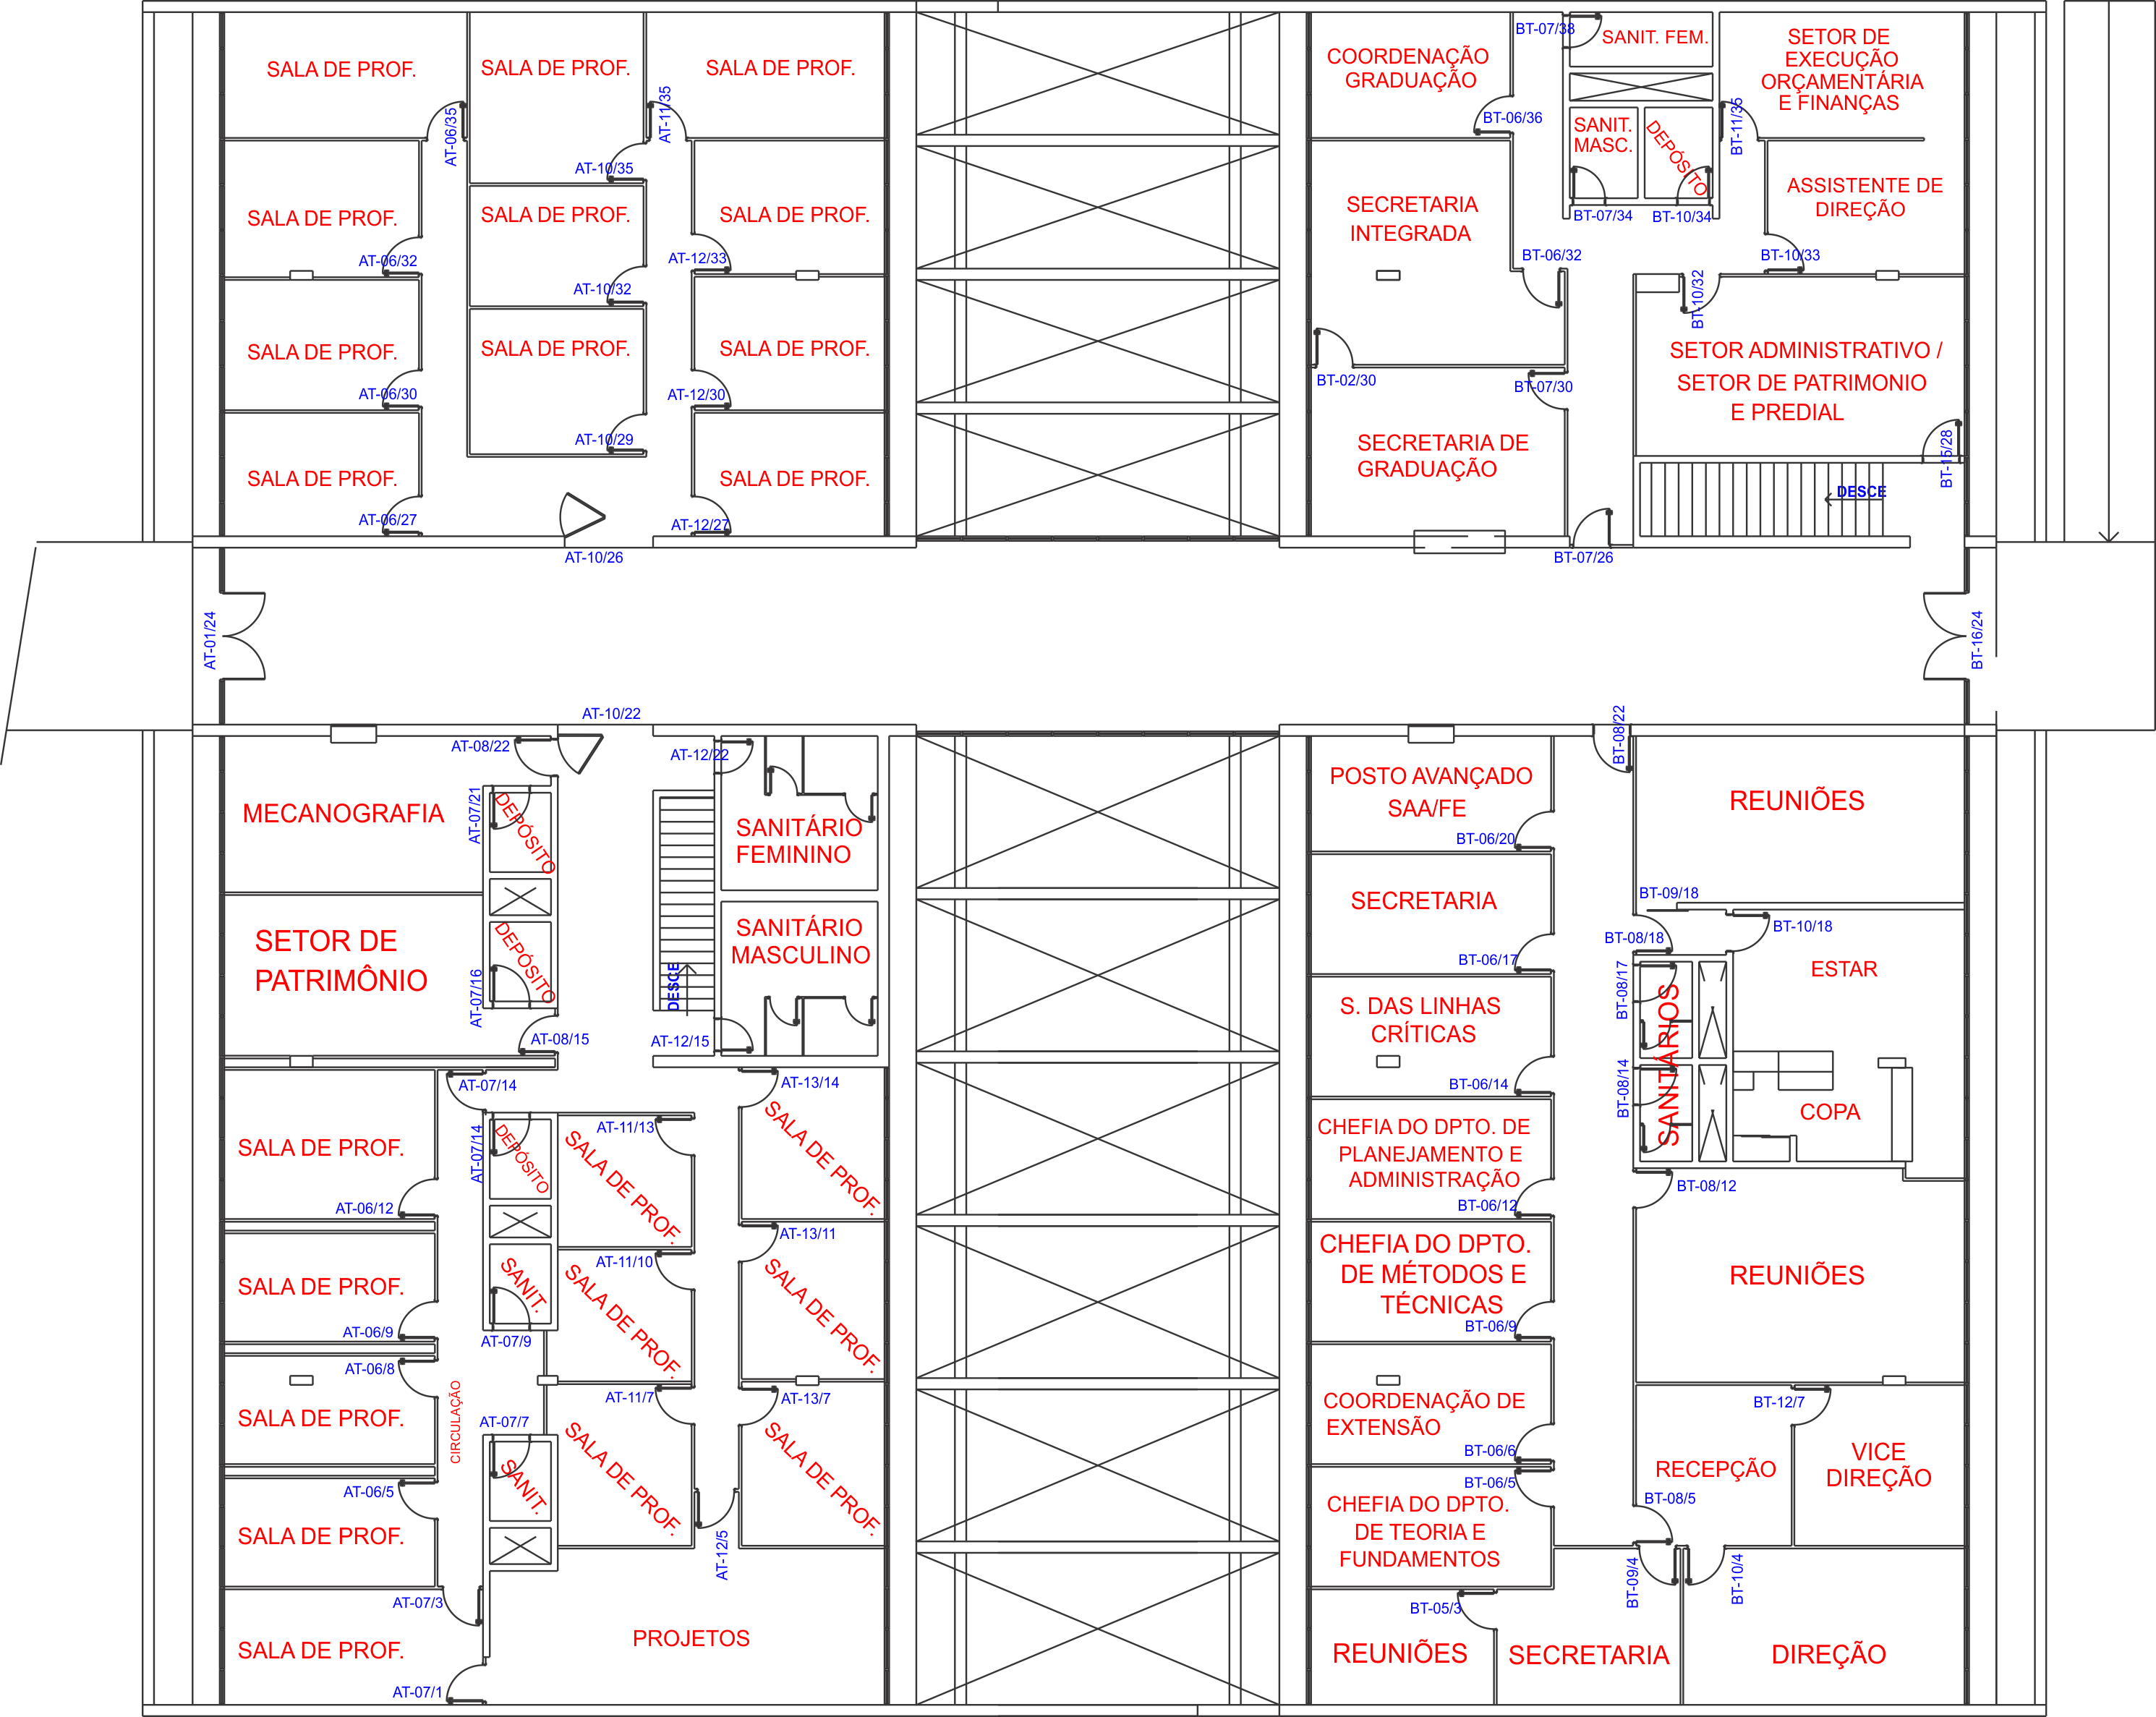 SALA DE PROF.
SALA DE PROF.
SALA DE PROF.
AT-06/35
AT-11/35
AT-10/35
SALA DE PROF.
SALA DE PROF.
SALA DE PROF.
AT-06/32
AT-12/33
AT-10/32
SALA DE PROF.
SALA DE PROF.
SALA DE PROF.
AT-06/30
AT-12/30
AT-10/29
SALA DE PROF.
SALA DE PROF.
AT-06/27
AT-12/27
AT-10/26
COORDENAÇÃO
GRADUAÇÃO
BT-07/38
SANIT. FEM.
SETOR DE
EXECUÇÃO
ORÇAMENTÁRIA
E FINANÇAS
BT-06/36
SANIT.
MASC.
DEPÓSITO
BT-11/35
SECRETARIA
INTEGRADA
BT-07/34
BT-10/34
ASSISTENTE DE
DIREÇÃO
BT-06/32
BT-10/33
BT-10/32
BT-02/30
BT-07/30
SETOR ADMINISTRATIVO /
SETOR DE PATRIMONIO
E PREDIAL
SECRETARIA DE
GRADUAÇÃO
BT-15/28
DESCE
BT-07/26
AT-01/24
BT-16/24
AT-10/22
AT-08/22
AT-12/22
MECANOGRAFIA
AT-07/21
DEPÓSITO
SANITÁRIO
FEMININO
SETOR DE
PATRIMÔNIO
AT-07/16
DEPÓSITO
DESCE
SANITÁRIO
MASCULINO
AT-08/15
AT-12/15
AT-07/14
AT-13/14
SALA DE PROF.
AT-07/14
DEPÓSITO
AT-11/13
SALA DE PROF.
SALA DE PROF.
AT-06/12
AT-13/11
SALA DE PROF.
SANIT.
AT-11/10
SALA DE PROF.
SALA DE PROF.
AT-06/9
AT-07/9
AT-06/8
CIRCULAÇÃO
AT-11/7
AT-13/7
SALA DE PROF.
AT-07/7
SANIT.
SALA DE PROF.
SALA DE PROF.
AT-06/5
SALA DE PROF.
AT-12/5
AT-07/3
SALA DE PROF.
PROJETOS
AT-07/1
BT-08/22
POSTO AVANÇADO
SAA/FE
REUNIÕES
BT-06/20
SECRETARIA
BT-09/18
BT-08/18
BT-10/18
BT-06/17
BT-08/17
ESTAR
S. DAS LINHAS
CRÍTICAS
SANITÁRIOS
BT-06/14
BT-08/14
COPA
CHEFIA DO DPTO. DE
PLANEJAMENTO E
ADMINISTRAÇÃO
BT-06/12
BT-08/12
CHEFIA DO DPTO.
DE MÉTODOS E
TÉCNICAS
BT-06/9
REUNIÕES
COORDENAÇÃO DE
EXTENSÃO
BT-12/7
BT-06/6
RECEPÇÃO
VICE
DIREÇÃO
BT-06/5
BT-08/5
CHEFIA DO DPTO.
DE TEORIA E
FUNDAMENTOS
BT-09/4
BT-10/4
BT-05/3
REUNIÕES
SECRETARIA
DIREÇÃO